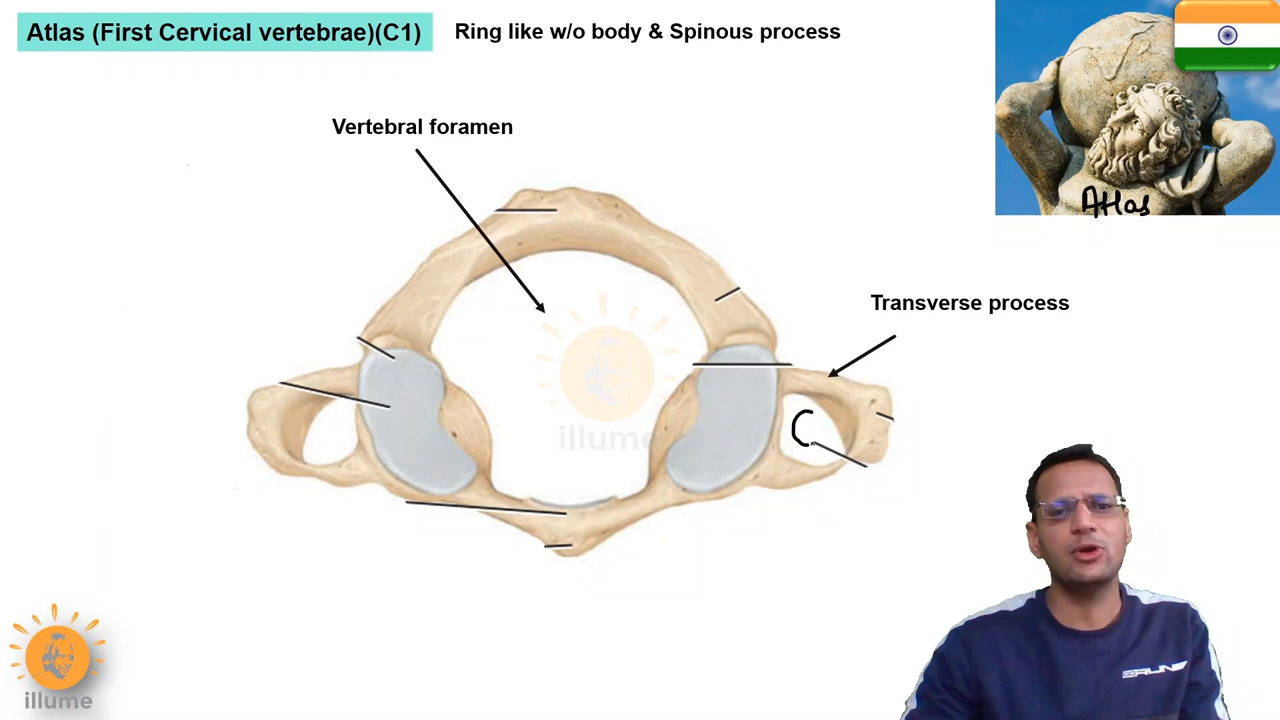 Atlas (First Cervical vertebrae)(C1)
Ring like w/o body & Spinous process
Vertebral foramen
Atlas
Transverse process
C
illume
illume